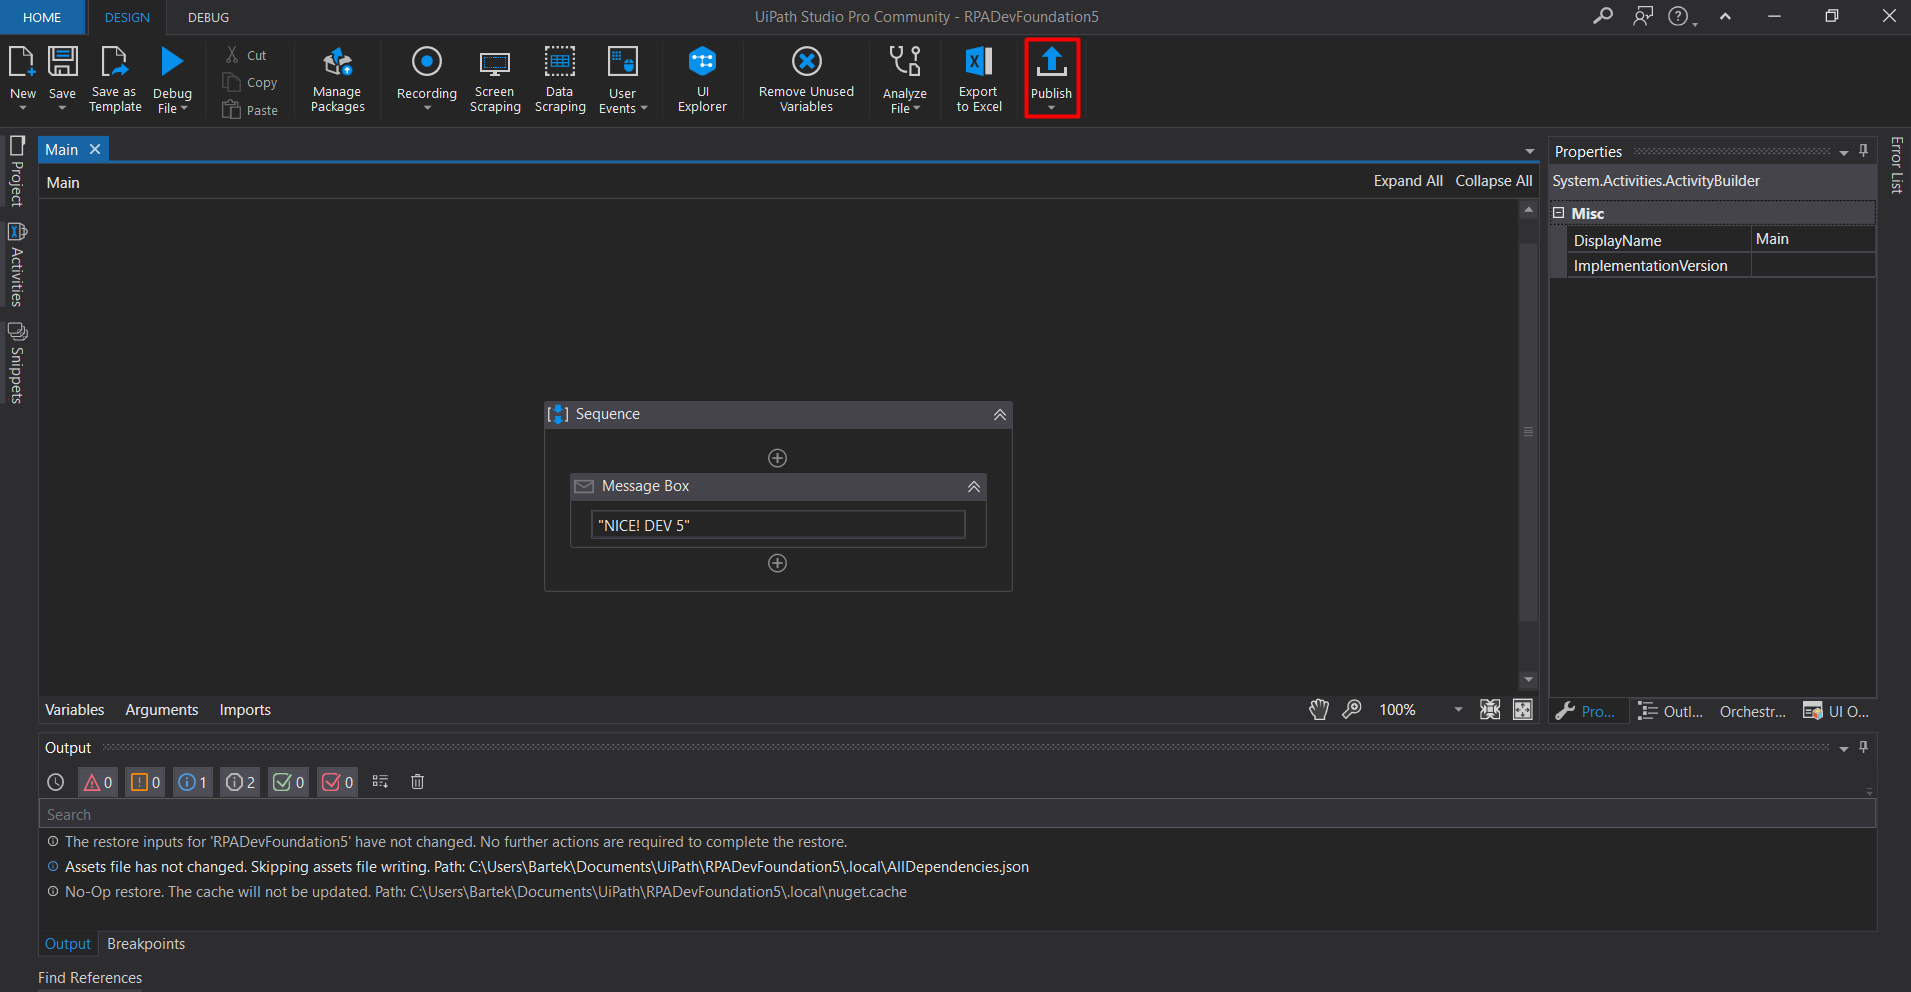 HOME DESIGN DEBUG UiPath Studio Pro Community - RPADevFoundation5
New
Save
Save as
Template
Debug
File
Cut
Copy
Paste
Manage
Packages
Recording
Screen
Scraping
Data
Scraping
User
Events
UI
Explorer
Remove Unused
Variables
Analyze
File
Export
to Excel
Publish
Project
Activities
Snippets
Main
Main Expand All Collapse All
Sequence
Message Box
"NICE! DEV 5"
Variables Arguments Imports 100%
Properties
System.Activities.ActivityBuilder
Misc
DisplayName Main
ImplementationVersion
Pro... Outl... Orchestr... UI O...
Error List
Output
0 0 1 2 0 0
Search
The restore inputs for 'RPADevFoundation5' have not changed. No further actions are required to complete the restore.
Assets file has not changed. Skipping assets file writing. Path: C:\Users\Bartek\Documents\UiPath\RPADevFoundation5\.local\AllDependencies.json
No-Op restore. The cache will not be updated. Path: C:\Users\Bartek\Documents\UiPath\RPADevFoundation5\.local\nuget.cache
Output Breakpoints
Find References